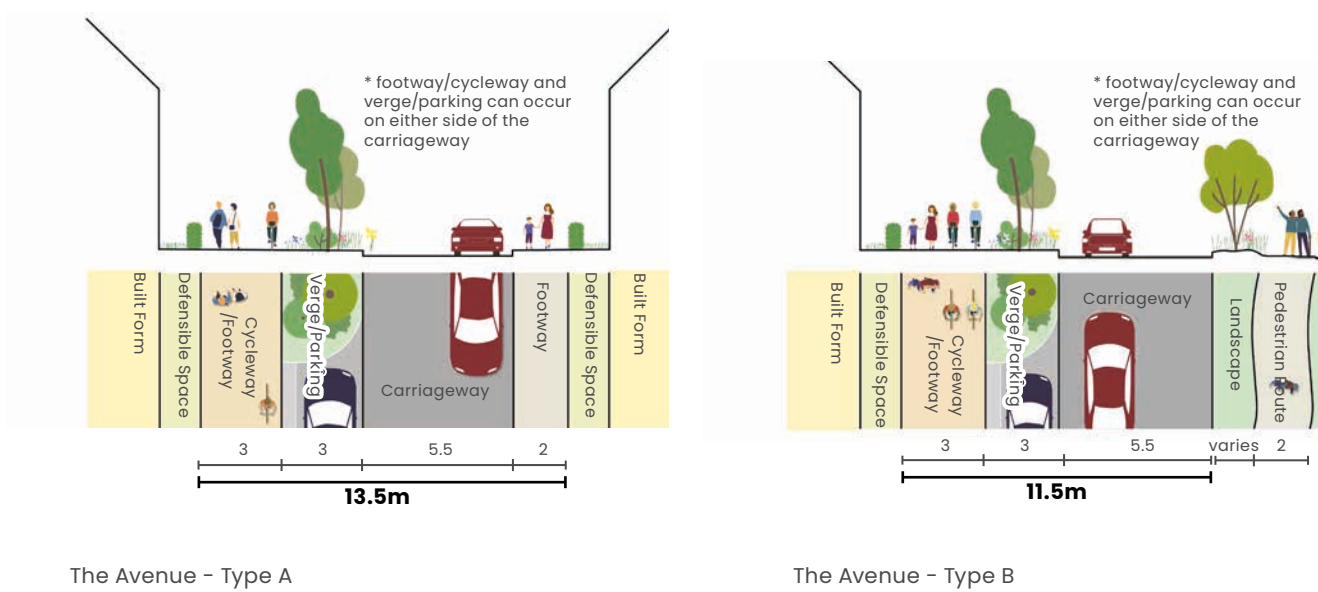 * footway/cycleway and
verge/parking can occur
on either side of the
carriageway
Built Form
Defensible Space
Cycleway
/Footway
Verge/Parking
Carriageway
Footway
Defensible Space
Built Form
3
3
5.5
2
13.5m
The Avenue - Type A
* footway/cycleway and
verge/parking can occur
on either side of the
carriageway
Built Form
Defensible Space
Cycleway
/Footway
Verge/Parking
Carriageway
Landscape
Pedestrian Route
3
3
5.5
varies
2
11.5m
The Avenue - Type B